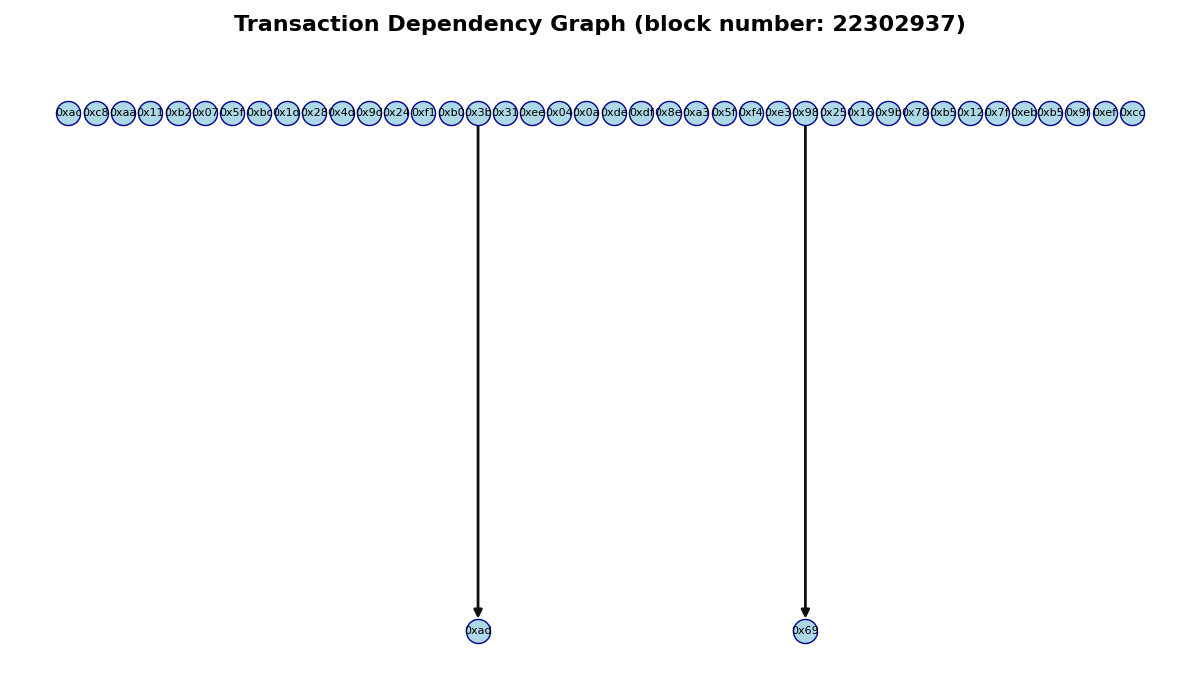 Transaction Dependency Graph (block number: 22302937)
0xac 0xc8 0xaa 0x11 0xb2 0x07 0x5f 0xbc 0x1d 0x28 0x4d 0x9d 0x24 0xf1 0xb0 0x3b 0x31 0xee 0x04 0x0a 0xde 0xdf 0x8e 0xa3 0x5f 0xf4 0xe3 0x98 0x25 0x16 0x9b 0x78 0xb5 0x12 0x7f 0xeb 0xb5 0x9f 0xef 0xcc
0xad 0x69